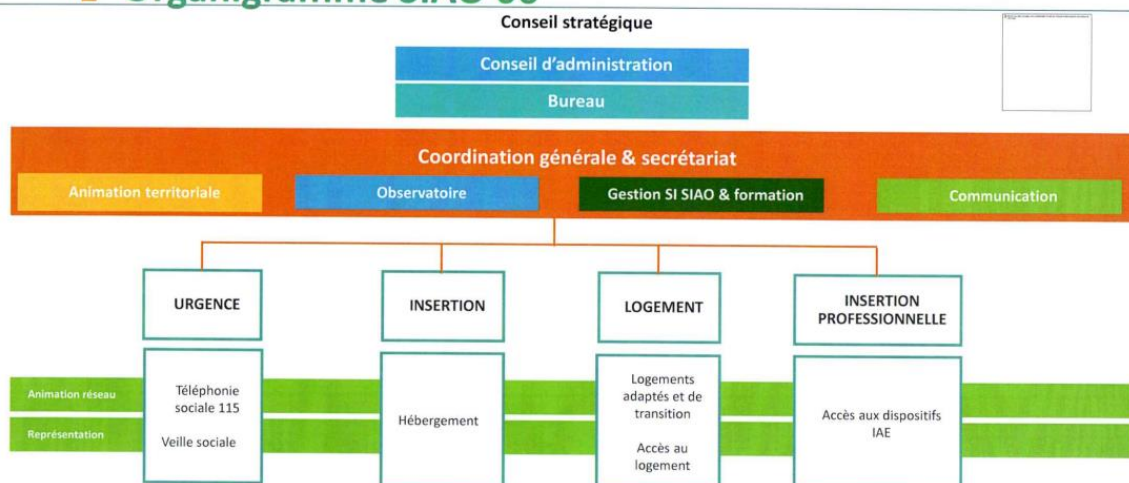 Organigramme SIAO
Conseil stratégique
Conseil d'administration
Bureau
Coordination générale & secrétariat
Animation territoriale
Observatoire
Gestion SI SIAO & formation
Communication
URGENCE
INSERTION
LOGEMENT
INSERTION
PROFESSIONNELLE
Animation réseau
Représentation
Téléphonie
sociale 115
Veille sociale
Hébergement
Logements
adaptés et de
transition
Accès au
logement
Accès aux dispositifs
IAE